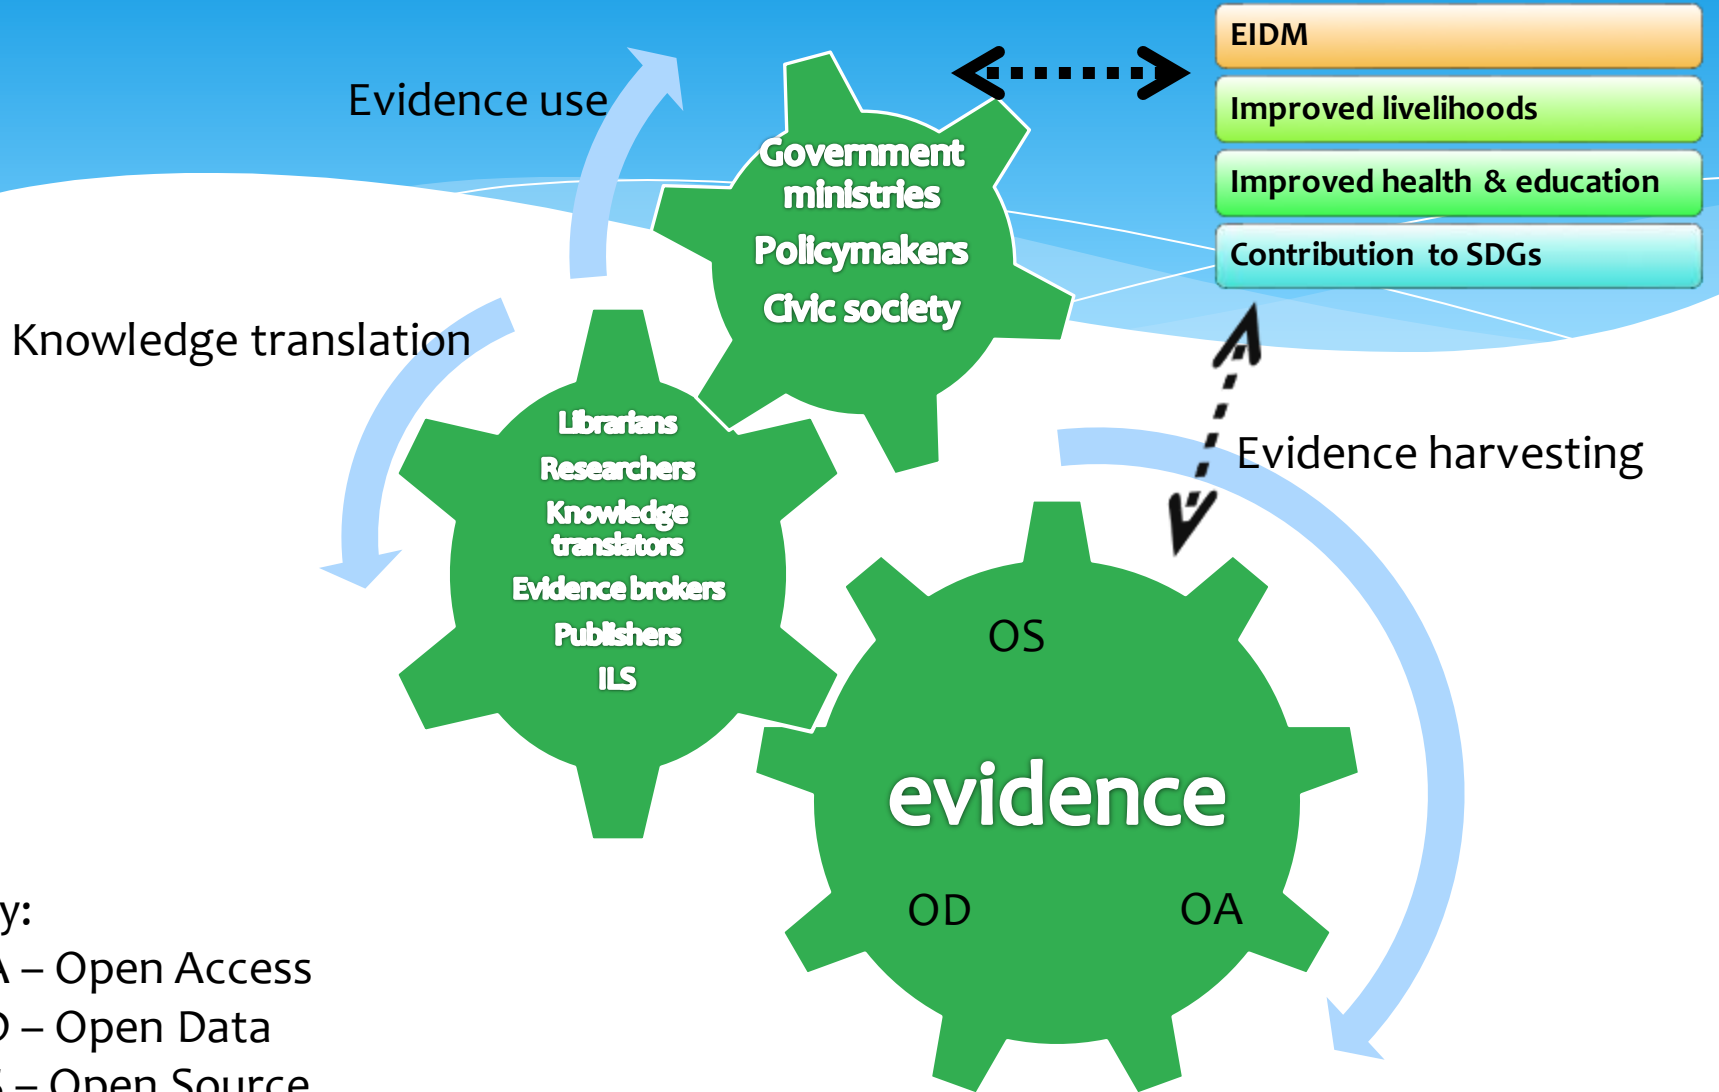 EIDM
Improved livelihoods
Improved health & education
Contribution to SDGs
Evidence use
Government
ministries
Policymakers
Civic society
Knowledge translation
Librarians
Researchers
Knowledge
translators
Evidence brokers
Publishers
ILS
Evidence harvesting
OS
evidence
OD
OA
y:
A – Open Access
D – Open Data
S – Open Source